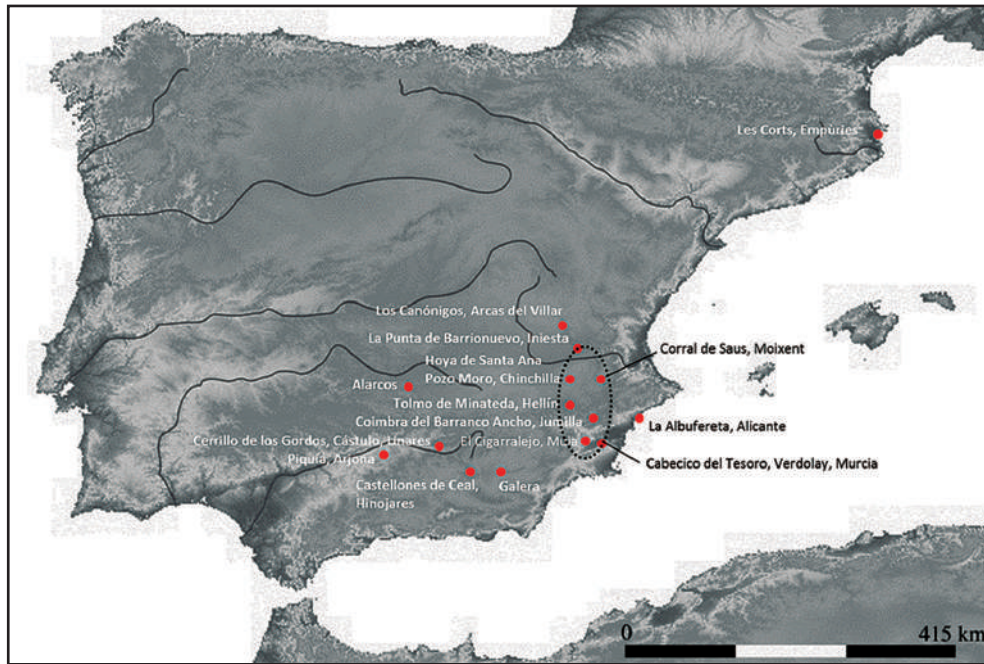 Les Corts, Empúries
Los Canónigos, Arcas del Villar
La Punta de Barrionuevo, Iniesta
Hoya de Santa Ana
Corral de Saus, Moixent
Pozo Moro, Chinchilla
Alarcos
Tolmo de Minateda, Hellín
Coimbra del Barranco Ancho, Jumilla
La Albufereta, Alicante
Cerrillo de los Gordos, Cástulo, Linares
El Cigarralejo, Mula
Piquía, Arjona
Cabecico del Tesoro, Verdolay, Murcia
Castellones de Ceal,
Hinojares
Galera
0
415 km